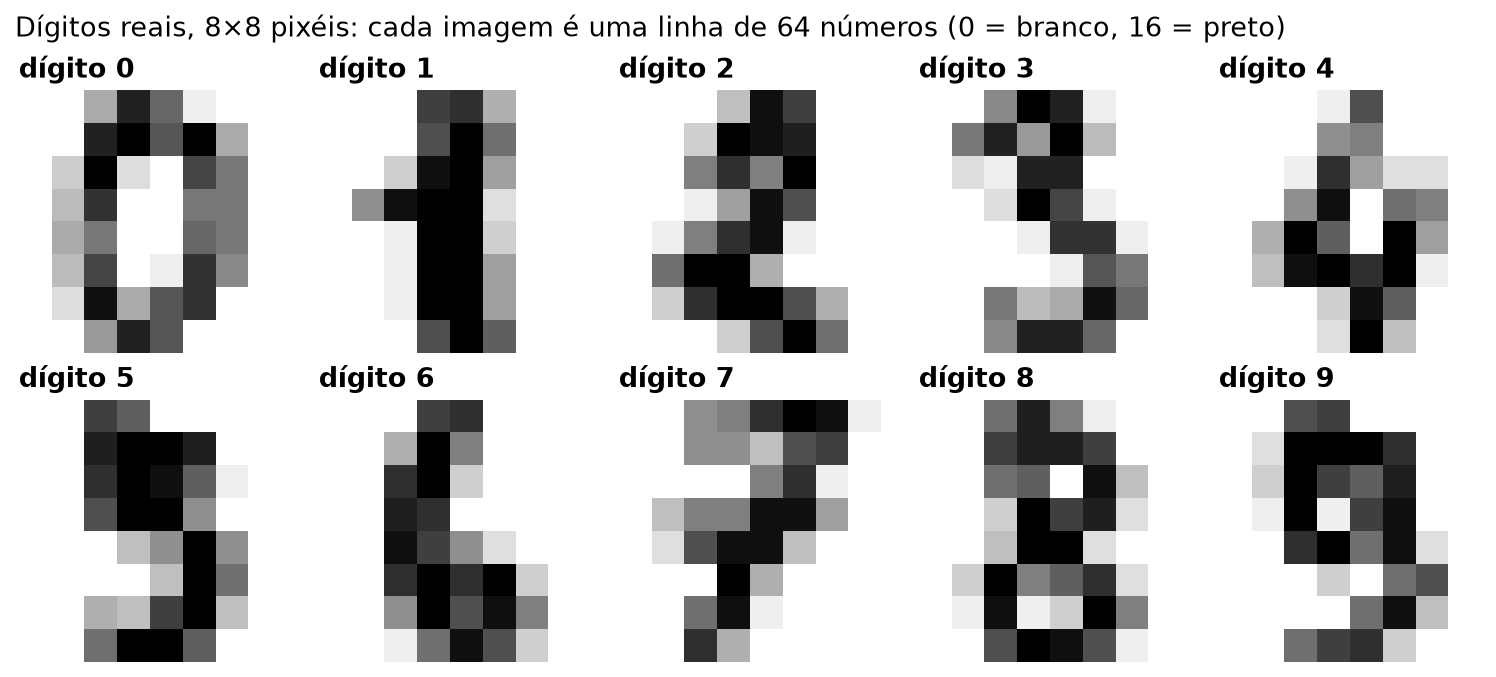 Dígitos reais, 8×8 pixéis: cada imagem é uma linha de 64 números (0 = branco, 16 = preto)
dígito 0 dígito 1 dígito 2 dígito 3 dígito 4
dígito 5 dígito 6 dígito 7 dígito 8 dígito 9